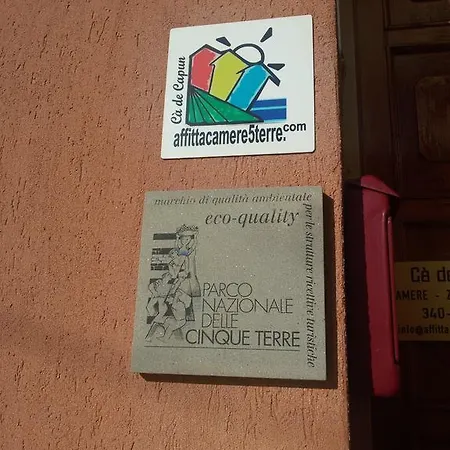 Cà de Capun
affittacamere5terre.com
marchio di qualità ambientale
per le strutture ricettive turistiche
eco-quality
PARCO
NAZIONALE
DELLE
CINQUE TERRE
Cà de
AMERE -
340-